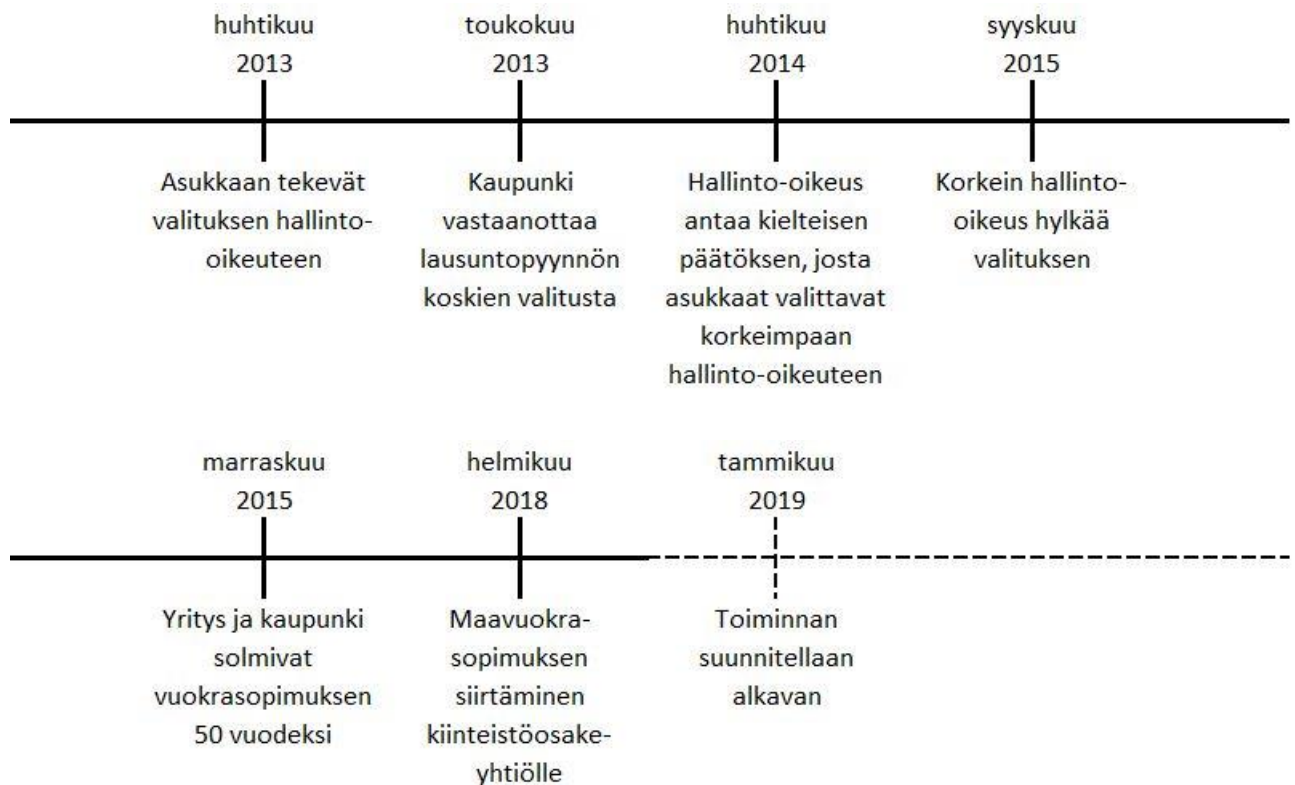 huhtikuu
2013
Asukkaan tekevät
valituksen hallinto-
oikeuteen
toukokuu
2013
Kaupunki
vastaanottaa
lausuntopyynnön
koskien valitusta
huhtikuu
2014
Hallinto-oikeus
antaa kielteisen
päätöksen, josta
asukkaat valittavat
korkeimpaan
hallinto-oikeuteen
syyskuu
2015
Korkein hallinto-
oikeus hylkää
valituksen
marraskuu
2015
Yritys ja kaupunki
solmivat
vuokrasopimuksen
50 vuodeksi
helmikuu
2018
Maavuokra-
sopimuksen
siirtäminen
kiinteistöosake-
yhtiölle
tammikuu
2019
Toiminnan
suunnitellaan
alkavan